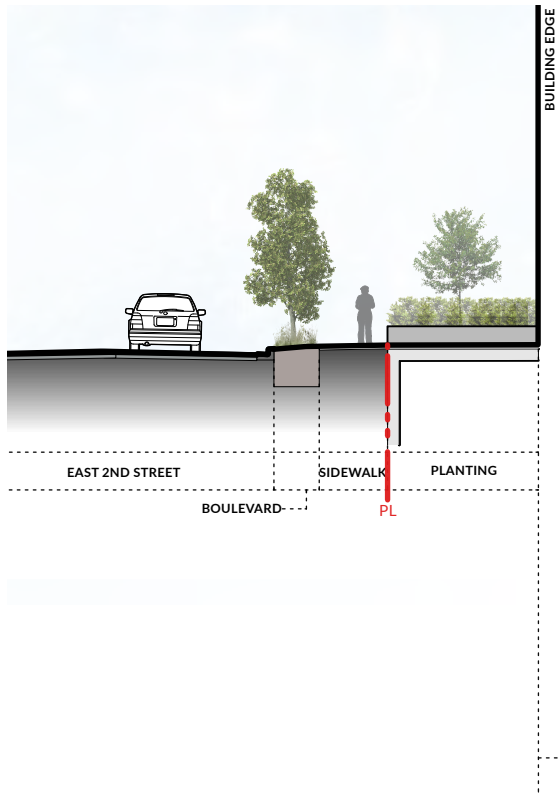 BUILDING EDGE
EAST 2ND STREET
SIDEWALK
PLANTING
BOULEVARD
PL